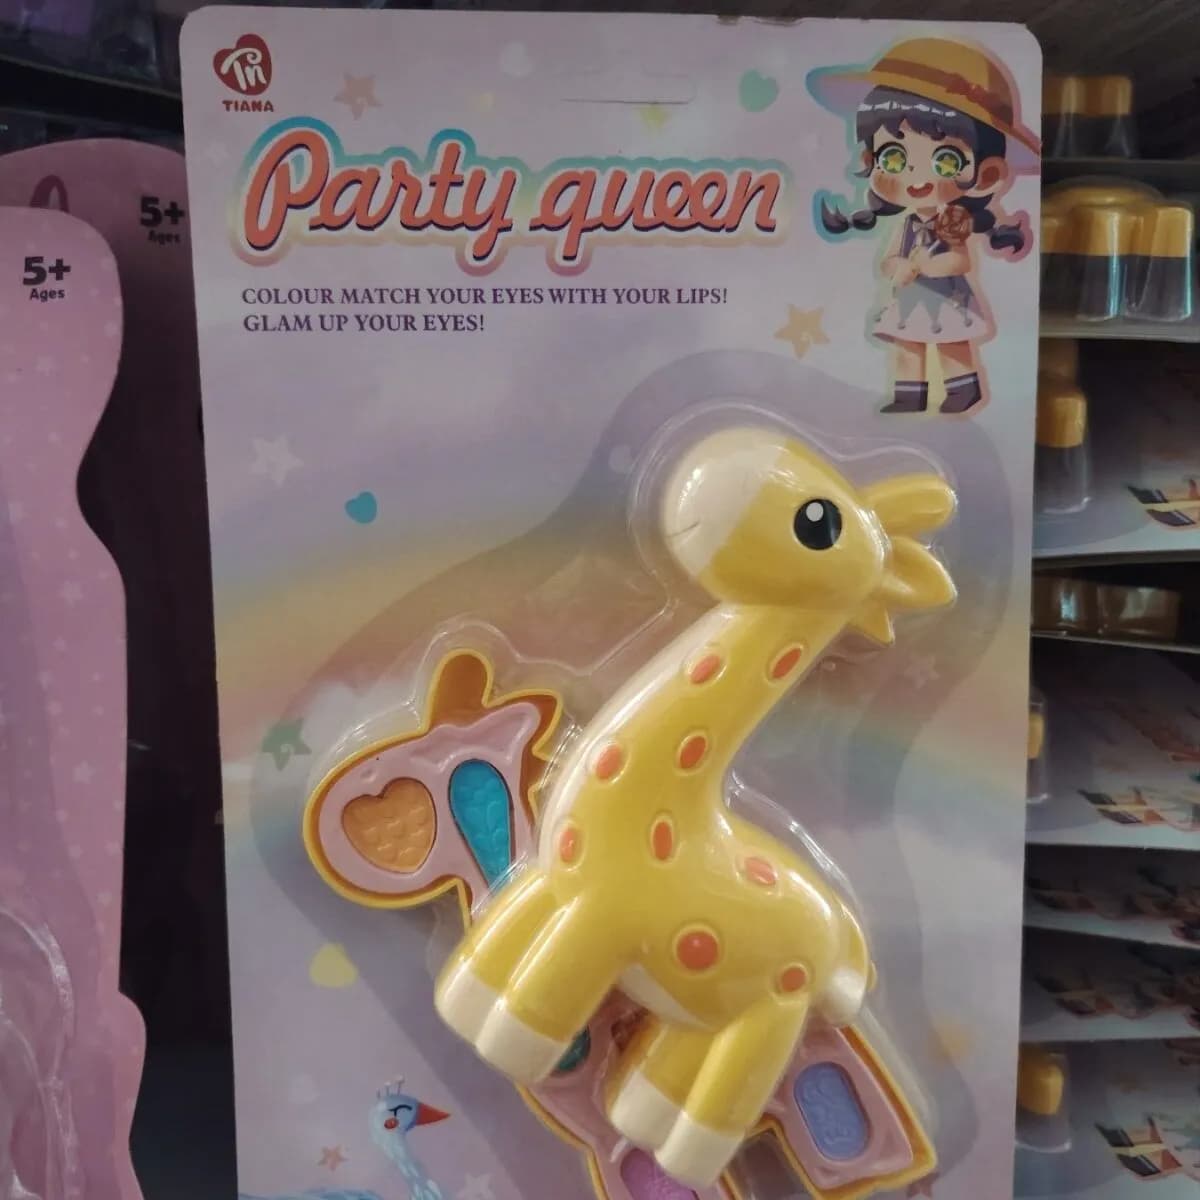 Tn
TIANA
Party queen
COLOUR MATCH YOUR EYES WITH YOUR LIPS!
GLAM UP YOUR EYES!
5+
Ages
5+
Ages